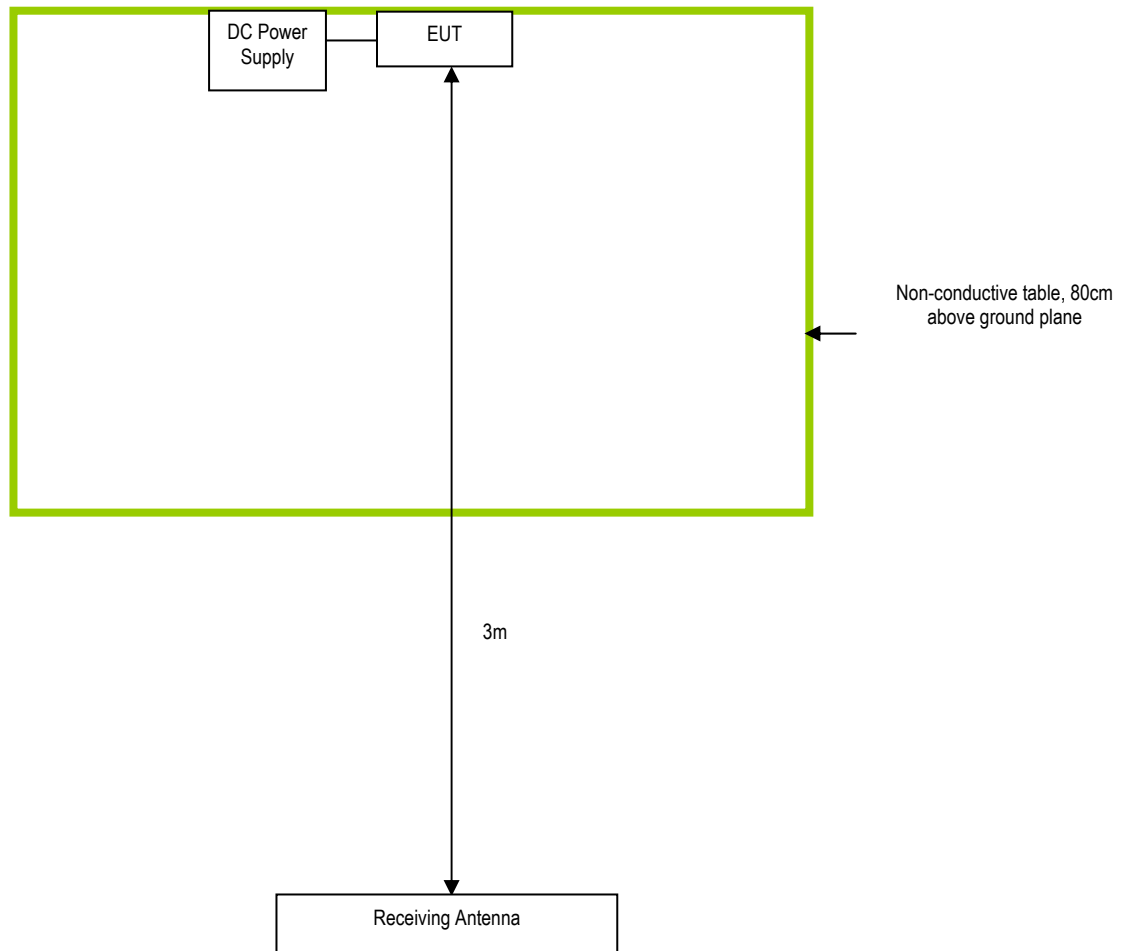 DC Power
Supply
EUT
Non-conductive table, 80cm
above ground plane
3m
Receiving Antenna